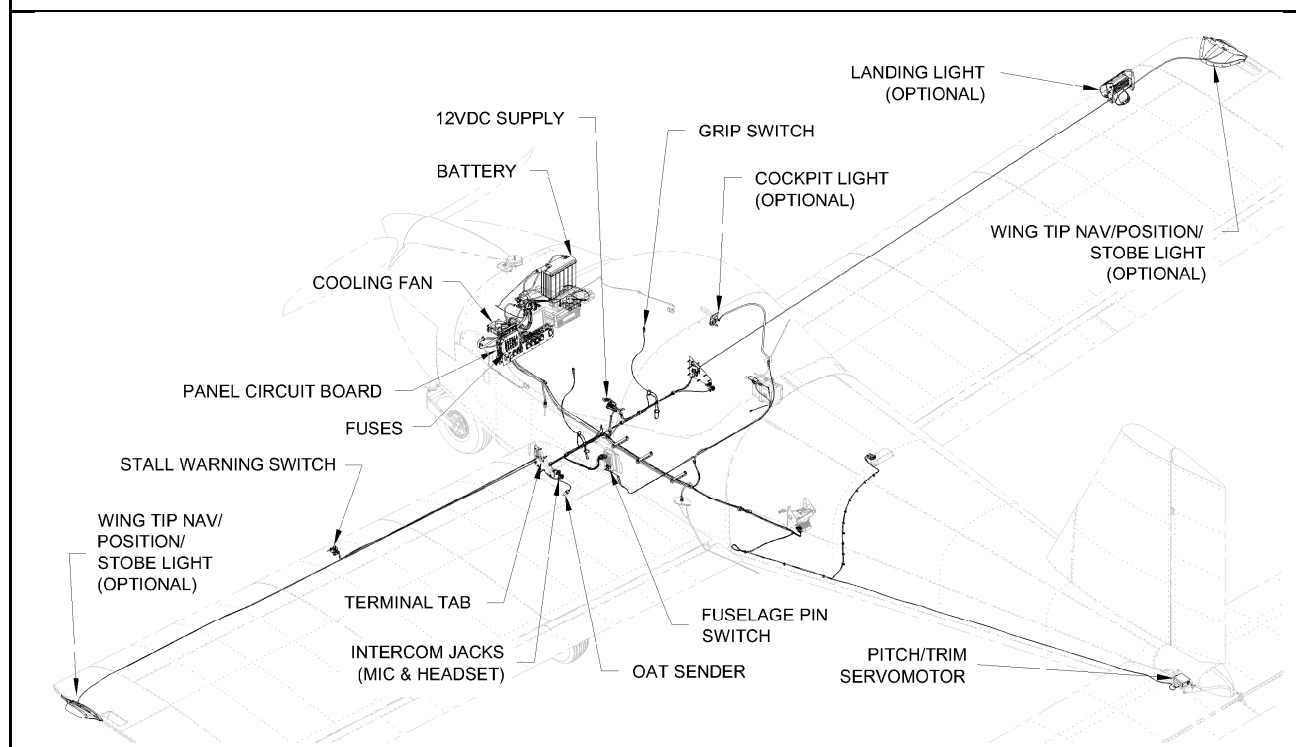 LANDING LIGHT
(OPTIONAL)
12VDC SUPPLY
GRIP SWITCH
BATTERY
COCKPIT LIGHT
(OPTIONAL)
WING TIP NAV/POSITION/
STOBE LIGHT
(OPTIONAL)
COOLING FAN
PANEL CIRCUIT BOARD
FUSES
STALL WARNING SWITCH
WING TIP NAV/
POSITION/
STOBE LIGHT
(OPTIONAL)
TERMINAL TAB
INTERCOM JACKS
(MIC & HEADSET)
OAT SENDER
FUSELAGE PIN
SWITCH
PITCH/TRIM
SERVOMOTOR